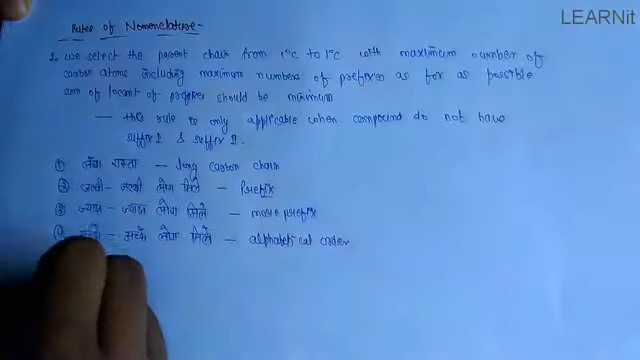 LEARNit
Rules of Nomenclature-
1. we select the parent chain from 1°C to 1°C with maximum number of
carbon atoms including maximum numbers of prefixes as for as possible
sum of locant of prefixes should be minimum
— this rule is only applicable when compound do not have
suffix I & suffix II.
① लंबा रास्ता — long carbon chain
② जल्दी - जल्दी लोग मिले — Prefix
③ ज्यादा - ज्यादा लोग मिले — more prefix
④ अच्छे लोग मिले — alphabetical order